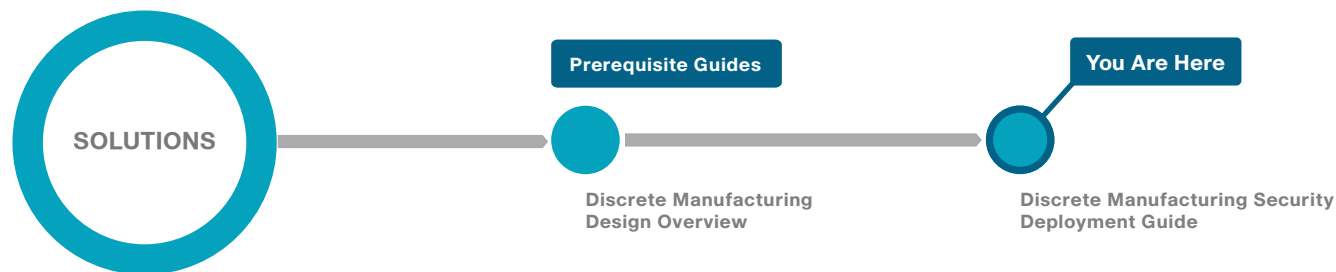 SOLUTIONS
Prerequisite Guides
Discrete Manufacturing
Design Overview
You Are Here
Discrete Manufacturing Security
Deployment Guide